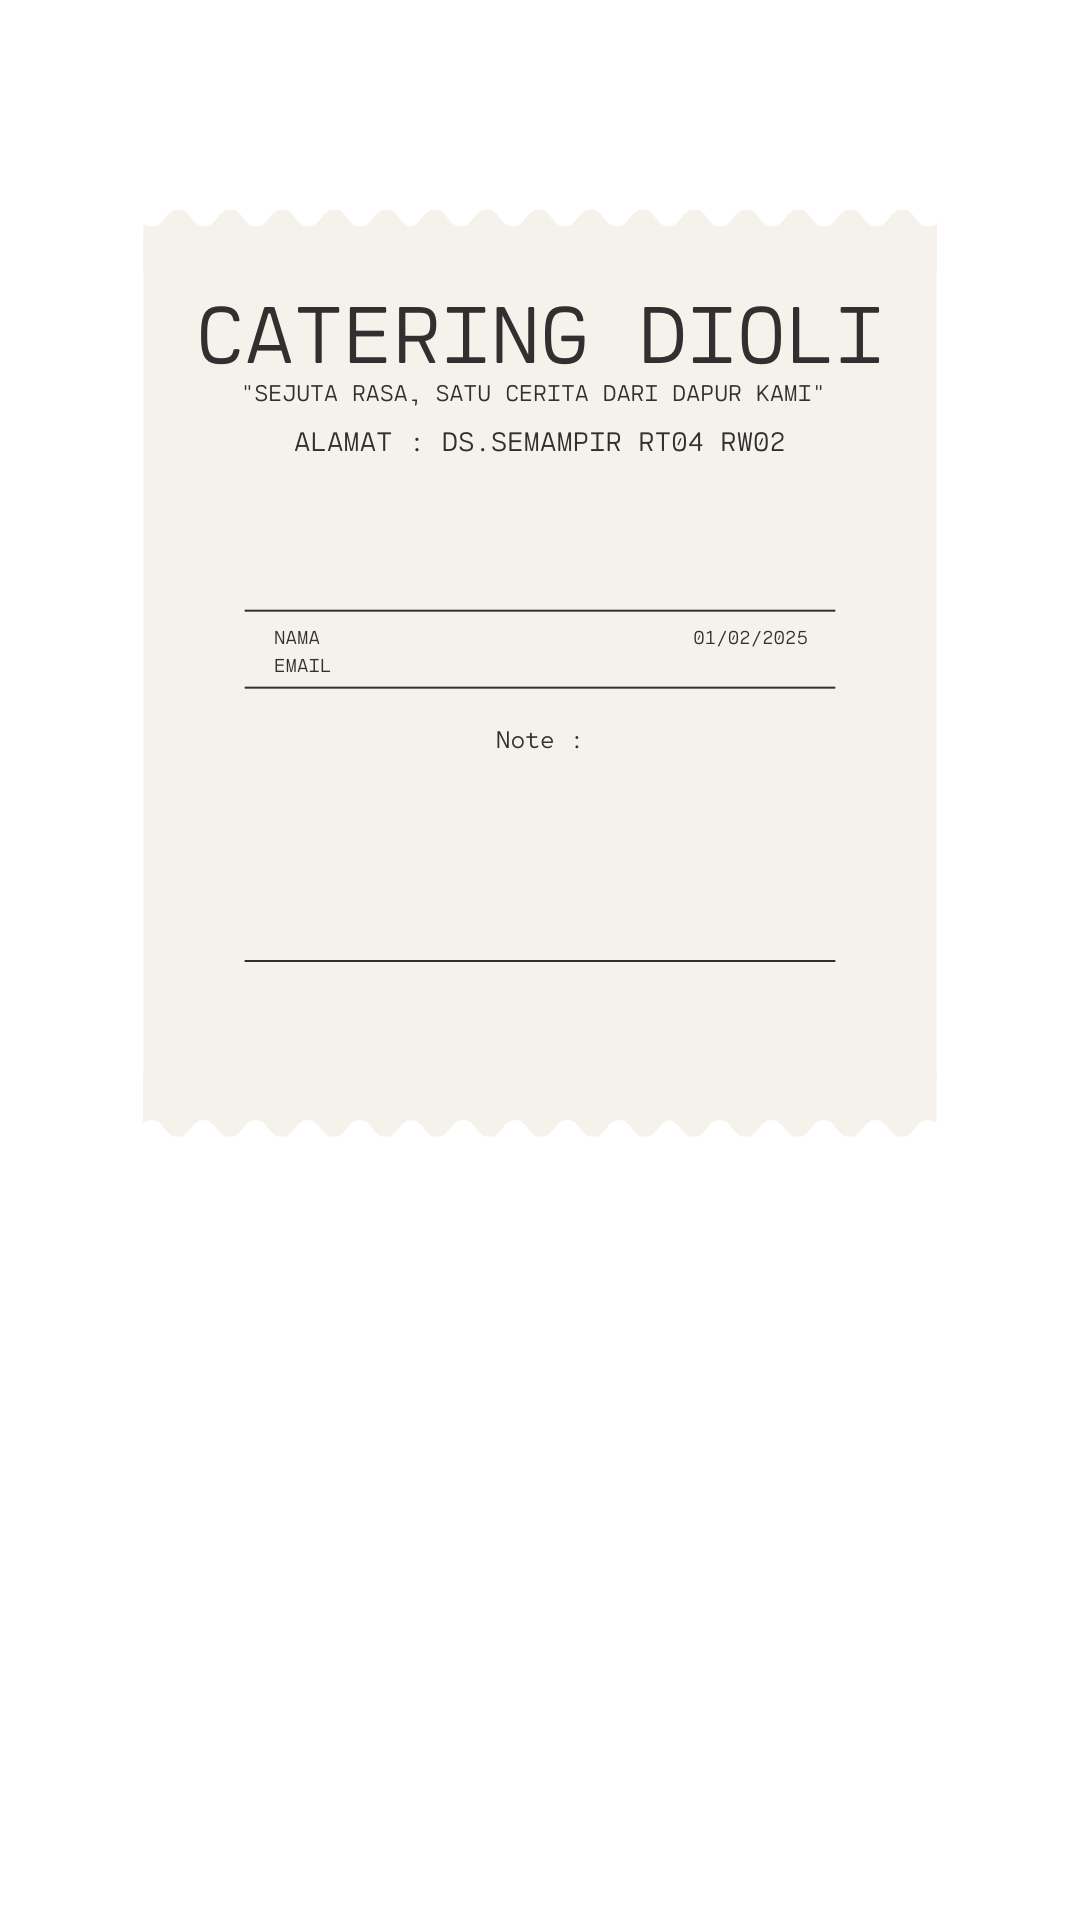 CATERING DIOLI
"SEJUTA RASA, SATU CERITA DARI DAPUR KAMI"
ALAMAT : DS.SEMAMPIR RT04 RW02
NAMA 01/02/2025
EMAIL
Note :